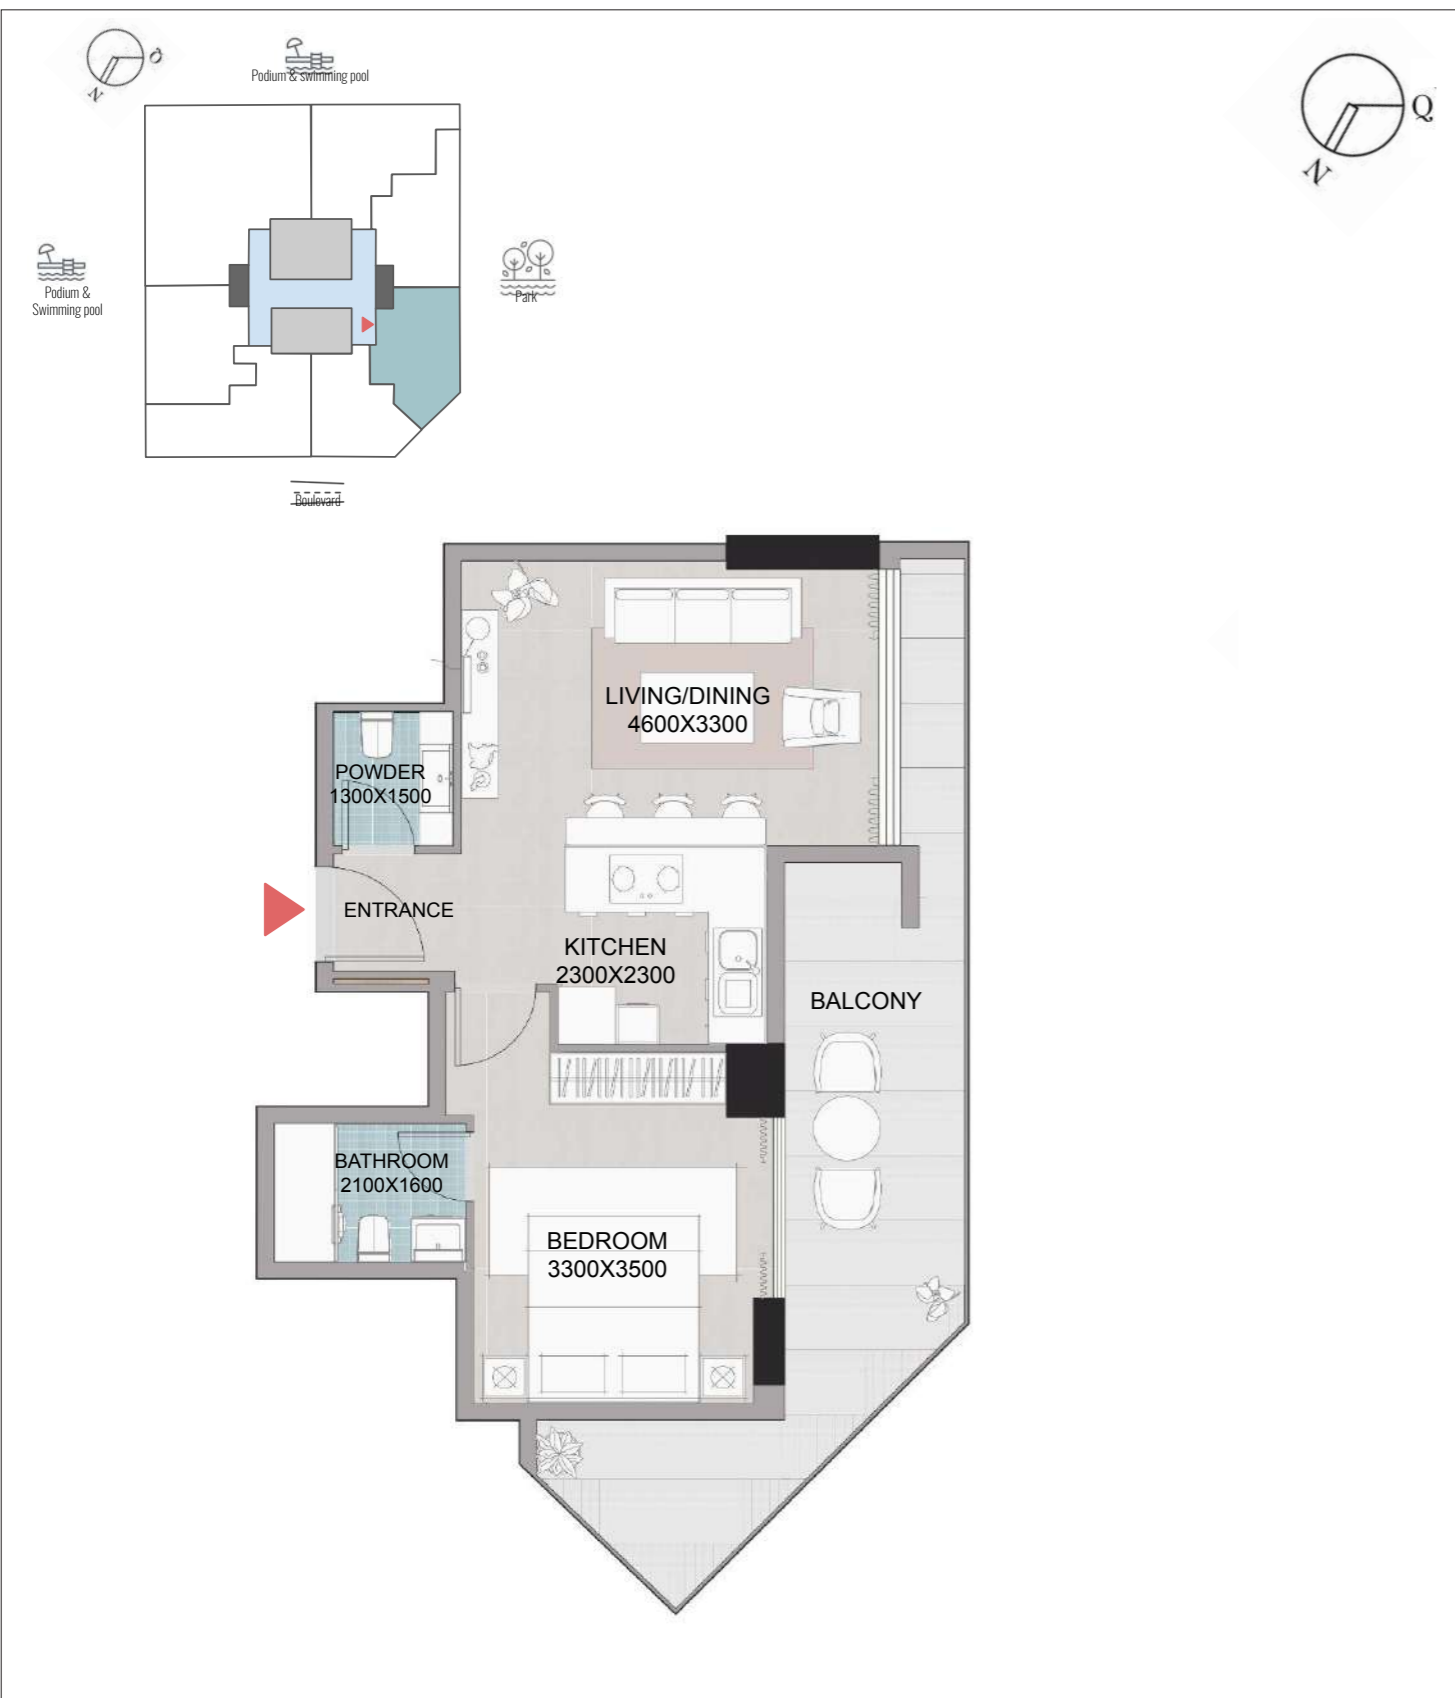 Podium & swimming pool
N
Q
Q
N
Podium &
Swimming pool
Park
Boulevard
LIVING/DINING
4600X3300
POWDER
1300X1500
ENTRANCE
KITCHEN
2300X2300
BALCONY
BATHROOM
2100X1600
BEDROOM
3300X3500